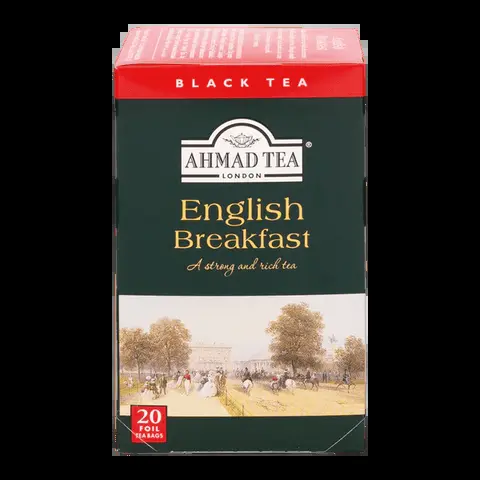 BLACK TEA
AHMAD TEA®
LONDON
English
Breakfast
A strong and rich tea
20
FOIL
TEA BAGS